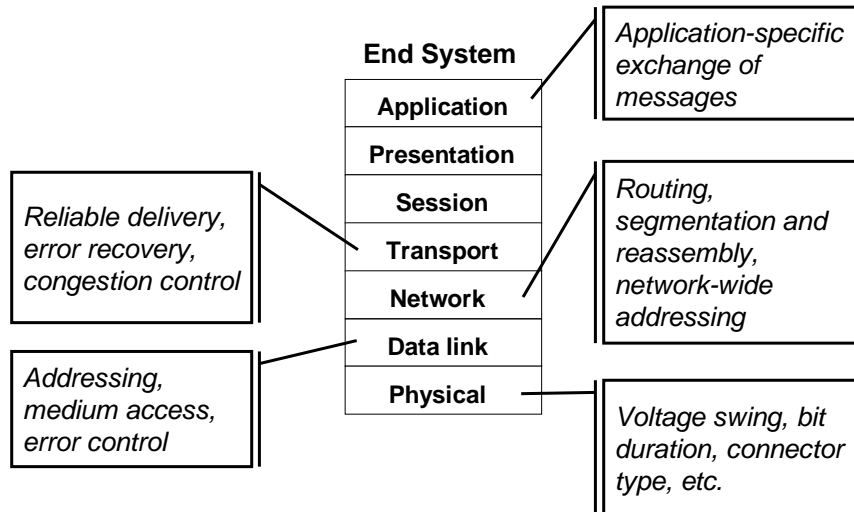 End System
Application
Presentation
Session
Transport
Network
Data link
Physical
Application-specific
exchange of
messages
Reliable delivery,
error recovery,
congestion control
Routing,
segmentation and
reassembly,
network-wide
addressing
Addressing,
medium access,
error control
Voltage swing, bit
duration, connector
type, etc.